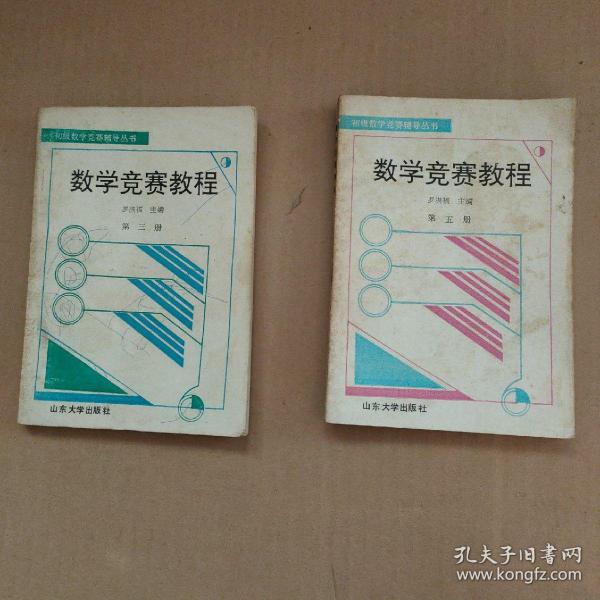 初级数学竞赛辅导丛书
数学竞赛教程
罗洪福 主编
第三册
山东大学出版社
初级数学竞赛辅导丛书
数学竞赛教程
罗洪福 主编
第五册
山东大学出版社
孔夫子旧书网
www.kongfz.com